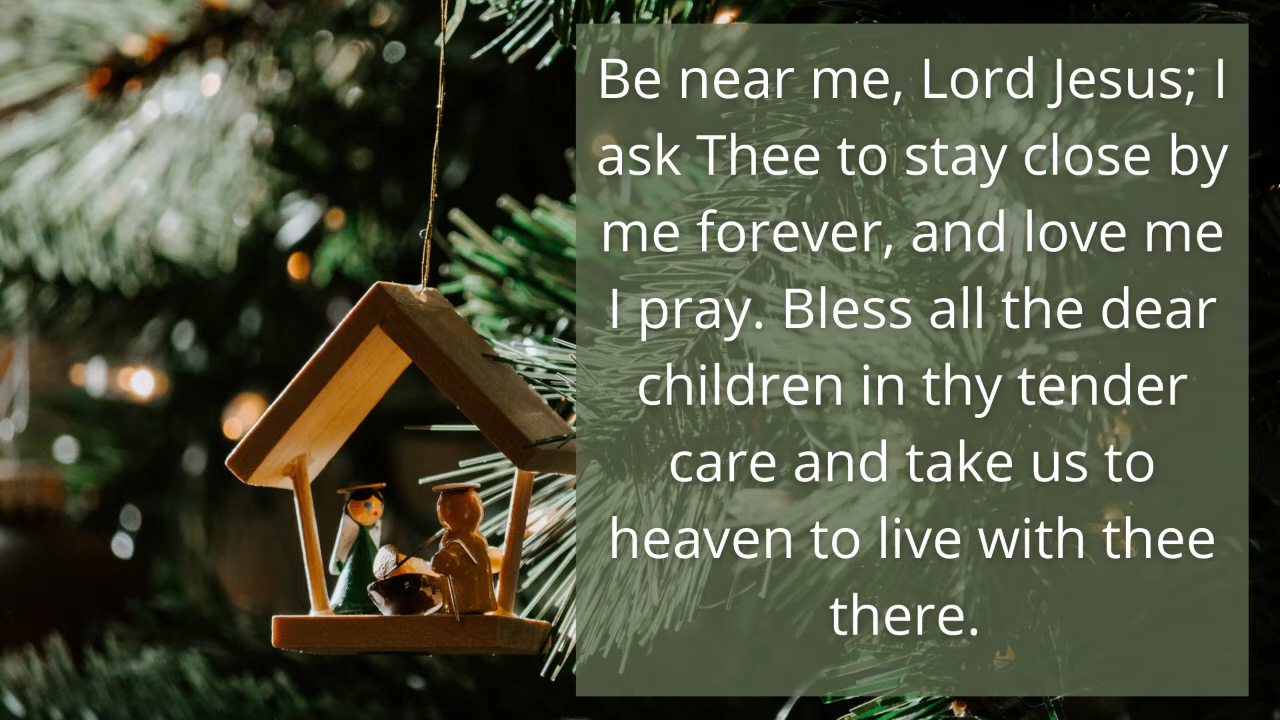 Be near me, Lord Jesus; I
ask Thee to stay close by
me forever, and love me
I pray. Bless all the dear
children in thy tender
care and take us to
heaven to live with thee
there.